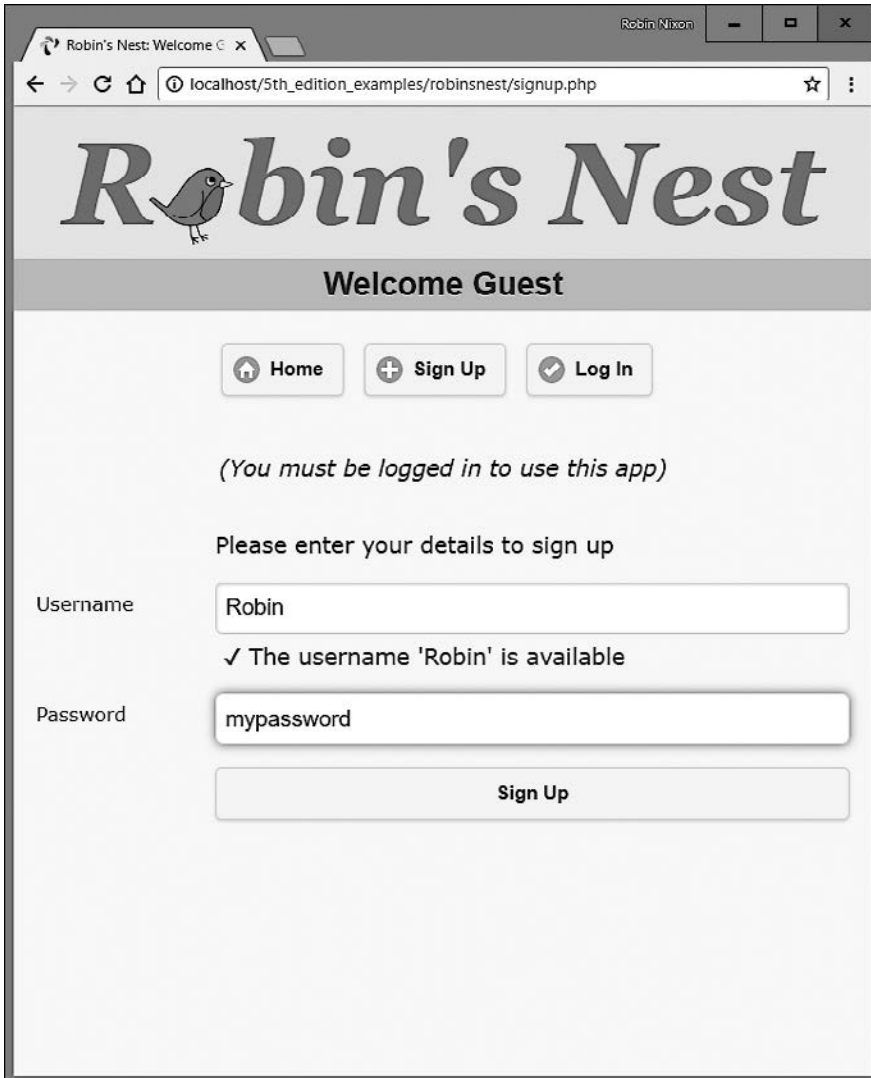 Robin Nixon
Robin's Nest: Welcome G
localhost/5th_edition_examples/robinsnest/signup.php
Robin's Nest
Welcome Guest
Home Sign Up Log In
(You must be logged in to use this app)
Please enter your details to sign up
Username Robin
✓ The username 'Robin' is available
Password mypassword
Sign Up